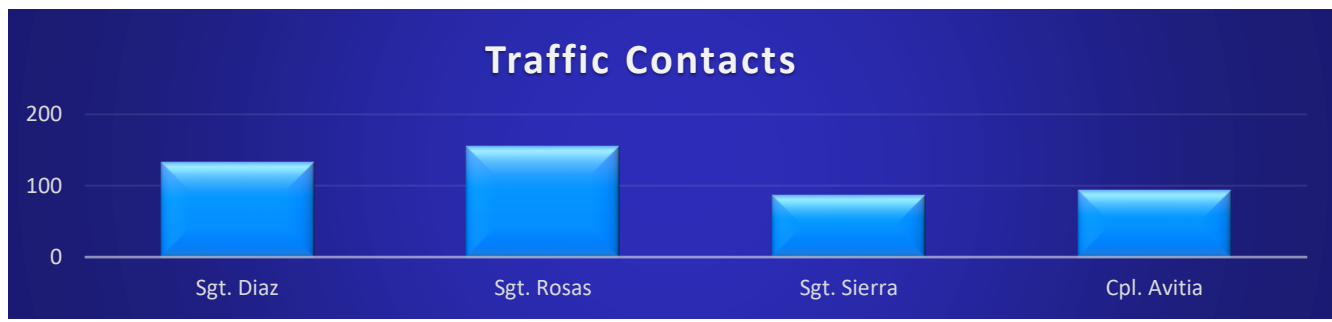 Traffic Contacts
200
100
0
Sgt. Diaz Sgt. Rosas Sgt. Sierra Cpl. Avitia